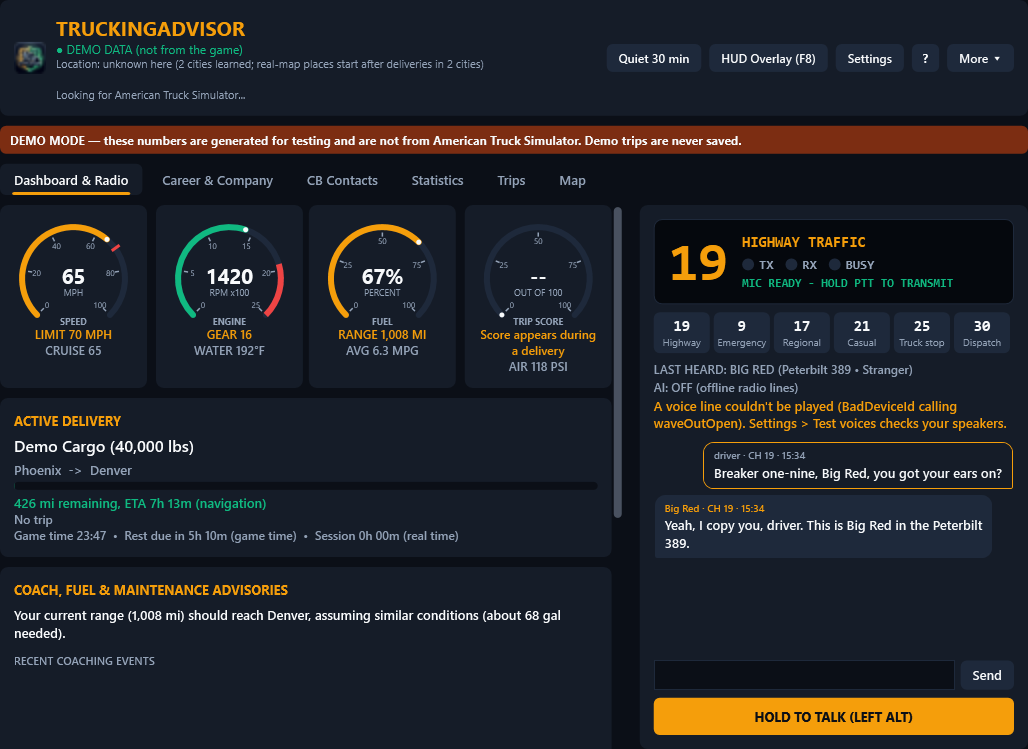 TRUCKINGADVISOR
● DEMO DATA (not from the game)
Location: unknown here (2 cities learned; real-map places start after deliveries in 2 cities)
Looking for American Truck Simulator...
Quiet 30 min
HUD Overlay (F8)
Settings
?
More ▾
DEMO MODE — these numbers are generated for testing and are not from American Truck Simulator. Demo trips are never saved.
Dashboard & Radio
Career & Company
CB Contacts
Statistics
Trips
Map
0
20
40
60
80
100
65
MPH
SPEED
LIMIT 70 MPH
CRUISE 65
0
5
10
15
20
25
1420
RPM x100
ENGINE
GEAR 16
WATER 192°F
0
25
50
75
100
67%
PERCENT
FUEL
RANGE 1,008 MI
AVG 6.3 MPG
0
25
50
75
100
--
OUT OF 100
TRIP SCORE
Score appears during
a delivery
AIR 118 PSI
ACTIVE DELIVERY
Demo Cargo (40,000 lbs)
Phoenix -> Denver
426 mi remaining, ETA 7h 13m (navigation)
No trip
Game time 23:47 • Rest due in 5h 10m (game time) • Session 0h 00m (real time)
COACH, FUEL & MAINTENANCE ADVISORIES
Your current range (1,008 mi) should reach Denver, assuming similar conditions (about 68 gal
needed).
RECENT COACHING EVENTS
19
HIGHWAY TRAFFIC
TX RX BUSY
MIC READY - HOLD PTT TO TRANSMIT
19
Highway
9
Emergency
17
Regional
21
Casual
25
Truck stop
30
Dispatch
LAST HEARD: BIG RED (Peterbilt 389 • Stranger)
AI: OFF (offline radio lines)
A voice line couldn't be played (BadDeviceId calling
waveOutOpen). Settings > Test voices checks your speakers.
driver · CH 19 · 15:34
Breaker one-nine, Big Red, you got your ears on?
Big Red · CH 19 · 15:34
Yeah, I copy you, driver. This is Big Red in the Peterbilt
389.
Send
HOLD TO TALK (LEFT ALT)